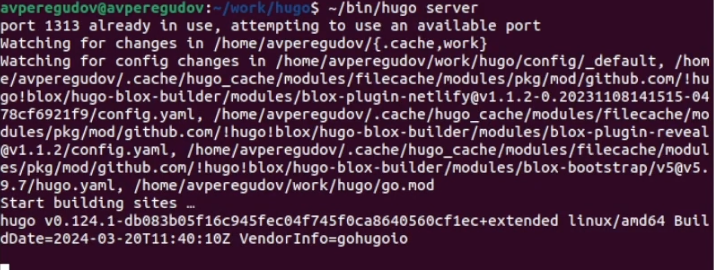 avperegudov@avperegudov:~/work/hugo$ ~/bin/hugo server
port 1313 already in use, attempting to use an available port
Watching for changes in /home/avperegudov/{.cache,work}
Watching for config changes in /home/avperegudov/work/hugo/config/_default, /hom
e/avperegudov/.cache/hugo_cache/modules/filecache/modules/pkg/mod/github.com/!hu
go!blox/hugo-blox-builder/modules/blox-plugin-netlify@v1.1.2-0.20231108141515-04
78cf6921f9/config.yaml, /home/avperegudov/.cache/hugo_cache/modules/filecache/mo
dules/pkg/mod/github.com/!hugo!blox/hugo-blox-builder/modules/blox-plugin-reveal
@v1.1.2/config.yaml, /home/avperegudov/.cache/hugo_cache/modules/filecache/modul
es/pkg/mod/github.com/!hugo!blox/hugo-blox-builder/modules/blox-bootstrap/v5@v5.
9.7/hugo.yaml, /home/avperegudov/work/hugo/go.mod
Start building sites …
hugo v0.124.1-db083b05f16c945fec04f745f0ca8640560cf1ec+extended linux/amd64 Buil
dDate=2024-03-20T11:40:10Z VendorInfo=gohugoio